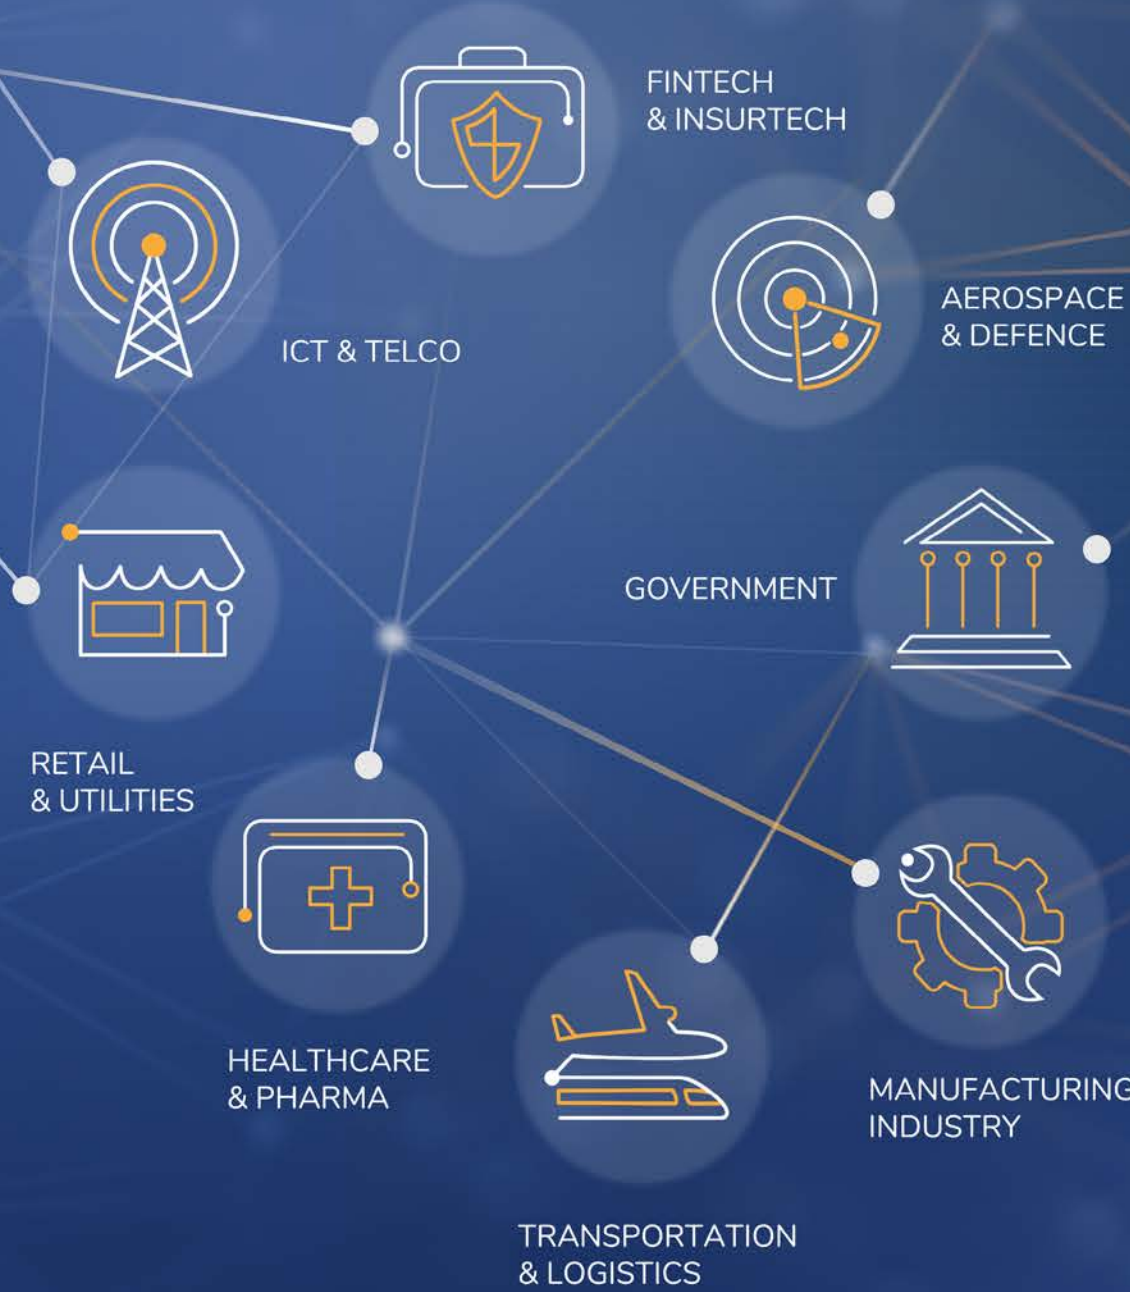 FINTECH
& INSURTECH
AEROSPACE
& DEFENCE
ICT & TELCO
GOVERNMENT
RETAIL
& UTILITIES
HEALTHCARE
& PHARMA
MANUFACTURING
INDUSTRY
TRANSPORTATION
& LOGISTICS